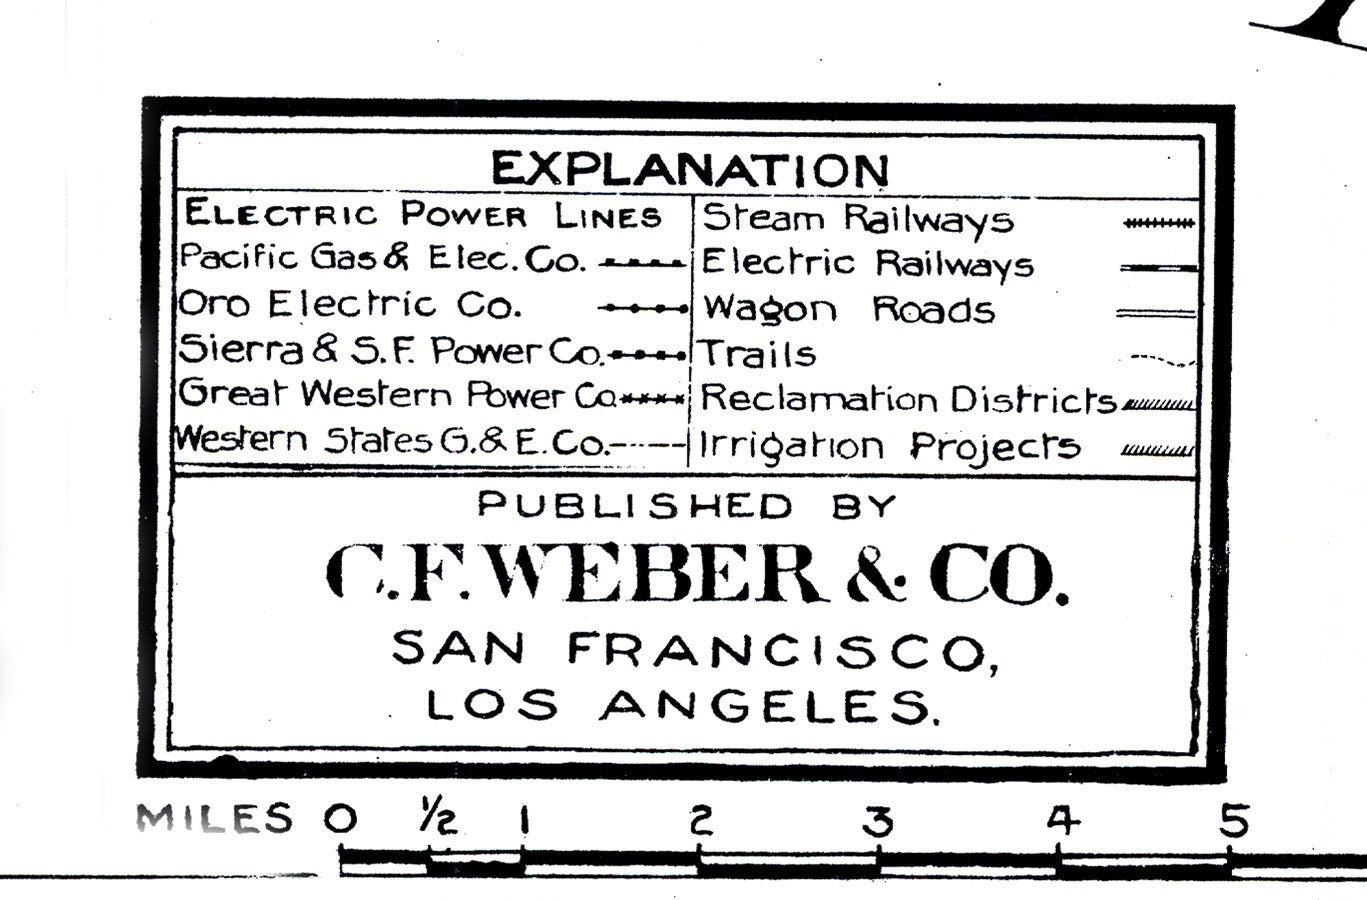 EXPLANATION
ELECTRIC POWER LINES
Pacific Gas & Elec. Co.
Oro Electric Co.
Sierra & S.F. Power Co.
Great Western Power Co
Western States G. & E. Co.
Steam Railways
Electric Railways
Wagon Roads
Trails
Reclamation Districts
Irrigation Projects
PUBLISHED BY
C.F. WEBER & CO.
SAN FRANCISCO,
LOS ANGELES.
MILES 0 1/2 1 2 3 4 5